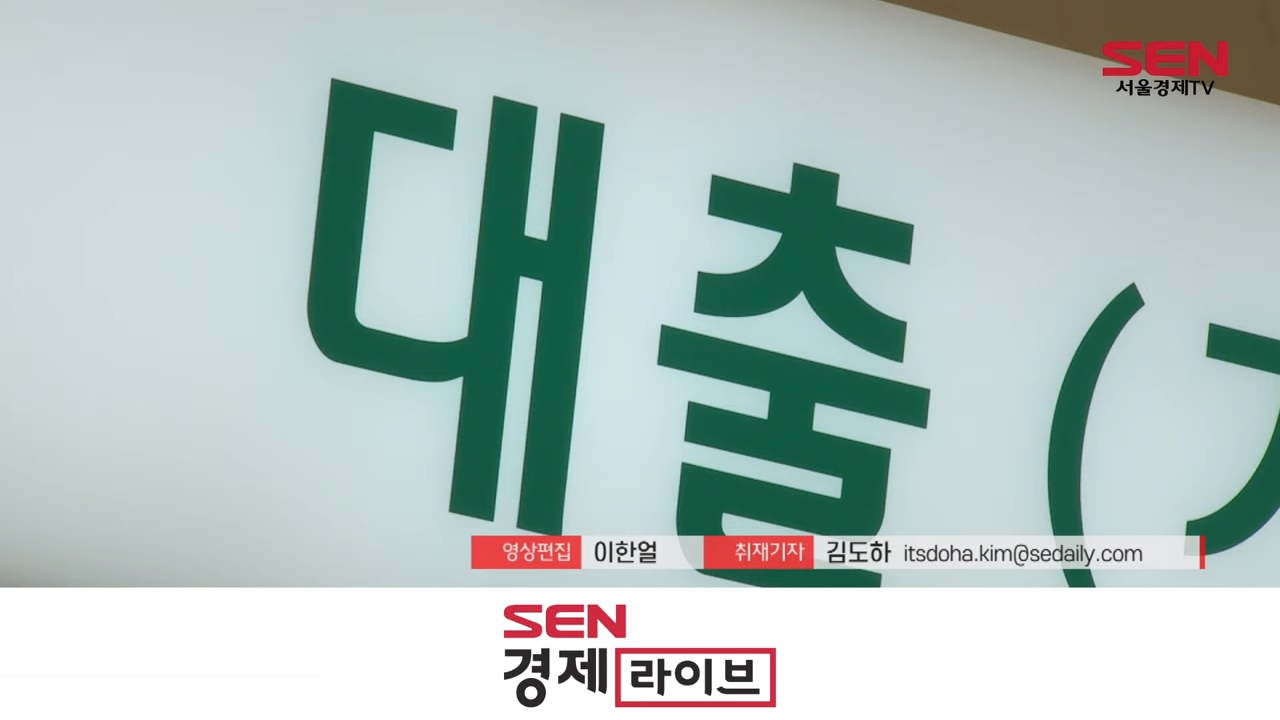 SEN
서울경제TV
대출 (
영상편집 이한얼 취재기자 김도하 itsdoha.kim@sedaily.com
SEN
경제 라이브